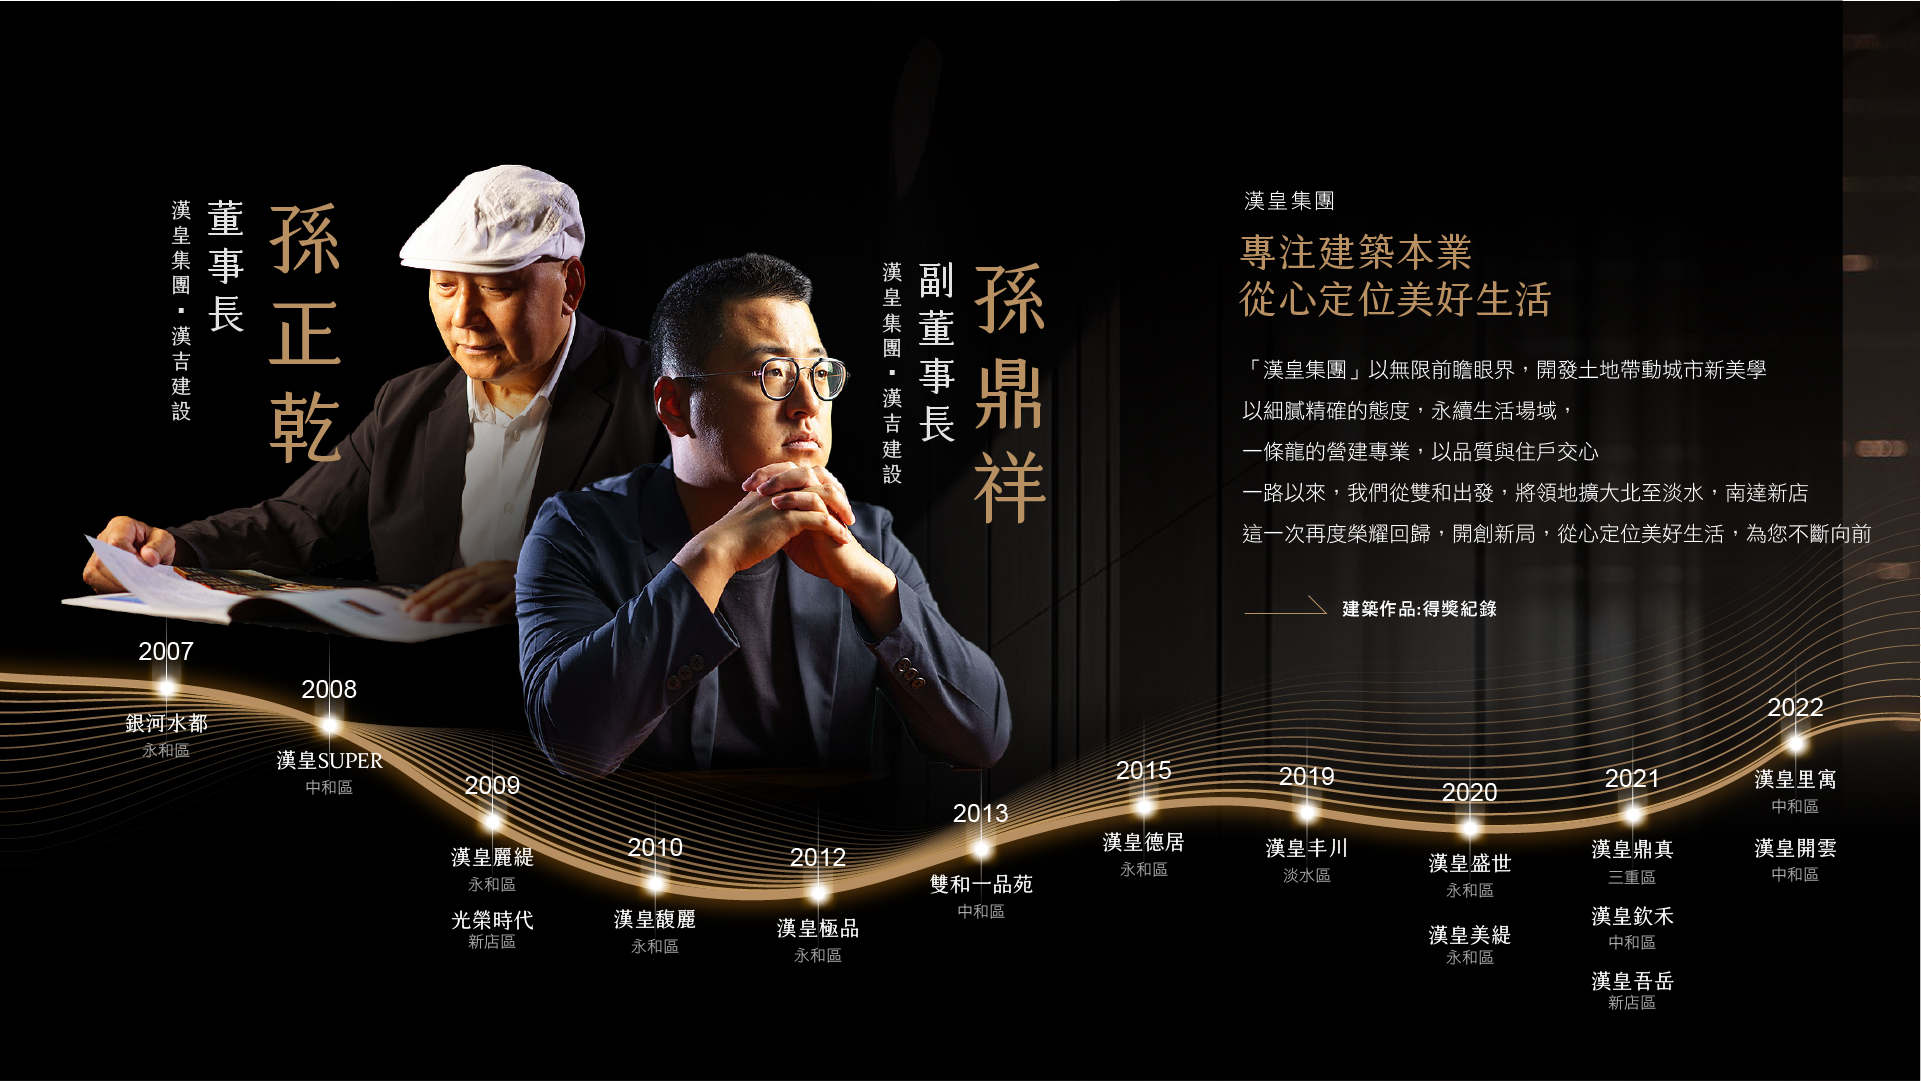 孫正乾
董事長
漢皇集團・漢吉建設
孫鼎祥
副董事長
漢皇集團・漢吉建設
漢皇集團
專注建築本業
從心定位美好生活
「漢皇集團」以無限前瞻眼界，開發土地帶動城市新美學
以細膩精確的態度，永續生活場域，
一條龍的營建專業，以品質與住戶交心
一路以來，我們從雙和出發，將領地擴大北至淡水，南達新店
這一次再度榮耀回歸，開創新局，從心定位美好生活，為您不斷向前
建築作品:得獎紀錄
2007
銀河水都
永和區
2008
漢皇SUPER
中和區
2009
漢皇麗緹
永和區
光榮時代
新店區
2010
漢皇馥麗
永和區
2012
漢皇極品
永和區
2013
雙和一品苑
中和區
2015
漢皇德居
永和區
2019
漢皇丰川
淡水區
2020
漢皇盛世
永和區
漢皇美緹
永和區
2021
漢皇鼎真
三重區
漢皇欽禾
中和區
漢皇吾岳
新店區
2022
漢皇里寓
中和區
漢皇開雲
中和區